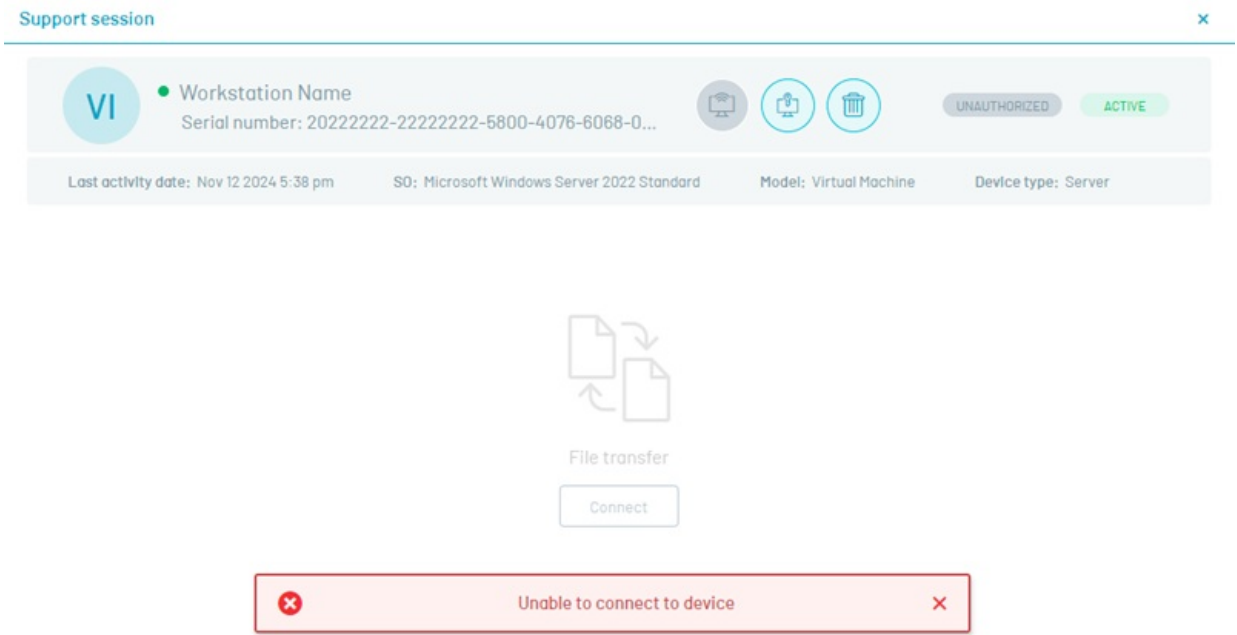 Support session
VI
Workstation Name
Serial number: 20222222-22222222-5800-4076-6068-0...
UNAUTHORIZED
ACTIVE
Last activity date: Nov 12 2024 5:38 pm
SO: Microsoft Windows Server 2022 Standard
Model: Virtual Machine
Device type: Server
File transfer
Connect
Unable to connect to device